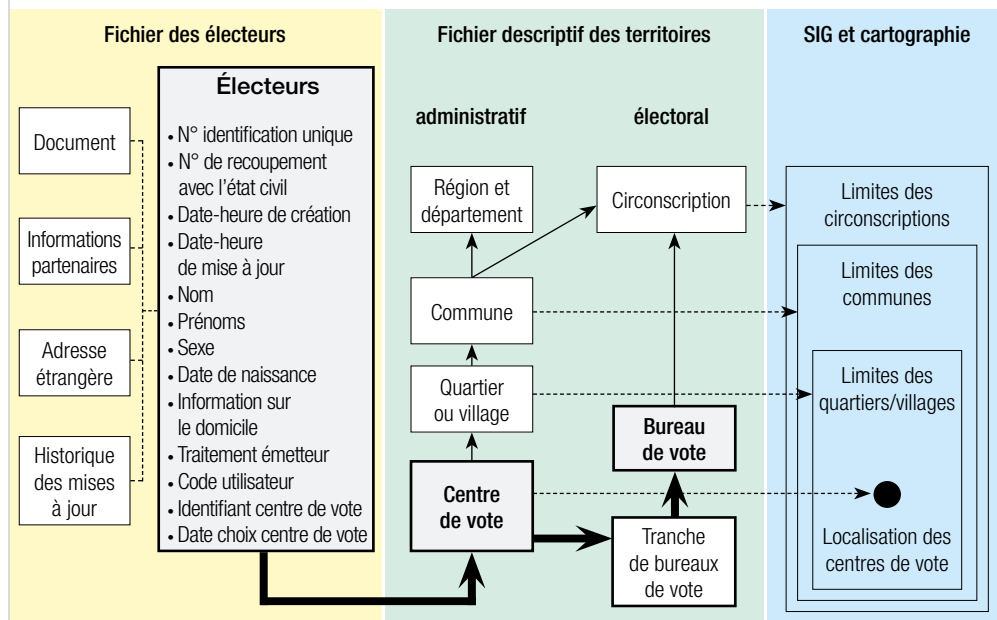 Fichier des électeurs
Document
Informations
partenaires
Adresse
étrangère
Historique
des mises
à jour
Électeurs
• N° identification unique
• N° de recoupement
avec l'état civil
• Date-heure de création
• Date-heure
de mise à jour
• Nom
• Prénoms
• Sexe
• Date de naissance
• Information sur
le domicile
• Traitement émetteur
• Code utilisateur
• Identifiant centre de vote
• Date choix centre de vote
Fichier descriptif des territoires
administratif
électoral
Région et
département
Circonscription
Commune
Quartier
ou village
Bureau
de vote
Centre
de vote
Tranche
de bureaux
de vote
SIG et cartographie
Limites des
circonscriptions
Limites des
communes
Limites des
quartiers/villages
Localisation des
centres de vote